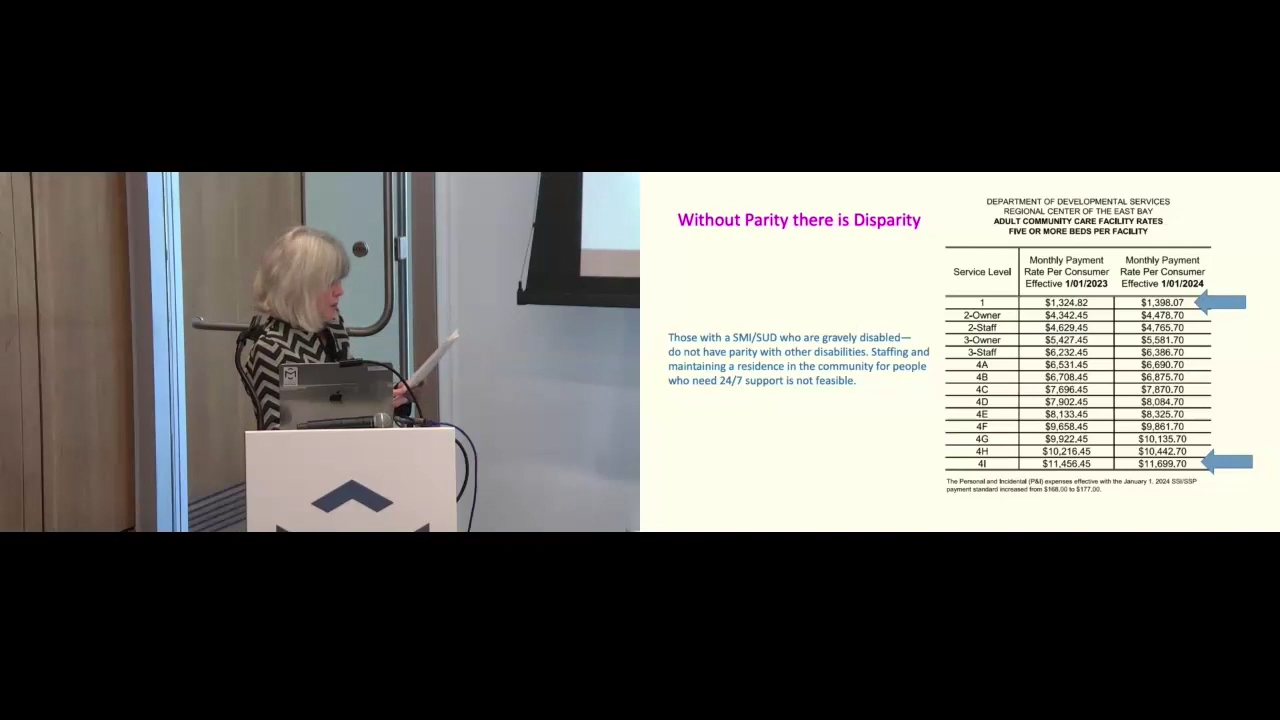 Without Parity there is Disparity
Those with a SMI/SUD who are gravely disabled—
do not have parity with other disabilities. Staffing and
maintaining a residence in the community for people
who need 24/7 support is not feasible.
DEPARTMENT OF DEVELOPMENTAL SERVICES
REGIONAL CENTER OF THE EAST BAY
ADULT COMMUNITY CARE FACILITY RATES
FIVE OR MORE BEDS PER FACILITY
Service Level Monthly Payment Rate Per Consumer Effective 1/01/2023 Monthly Payment Rate Per Consumer Effective 1/01/2024
1 $1,324.82 $1,398.07
2-Owner $4,342.45 $4,478.70
2-Staff $4,629.45 $4,765.70
3-Owner $5,427.45 $5,581.70
3-Staff $6,232.45 $6,386.70
4A $6,531.45 $6,690.70
4B $6,708.45 $6,875.70
4C $7,696.45 $7,870.70
4D $7,902.45 $8,084.70
4E $8,133.45 $8,325.70
4F $9,658.45 $9,861.70
4G $9,922.45 $10,135.70
4H $10,216.45 $10,442.70
4I $11,456.45 $11,699.70
The Personal and Incidental (P&I) expenses effective with the January 1, 2024 SSI/SSP
payment standard increased from $168.00 to $177.00.